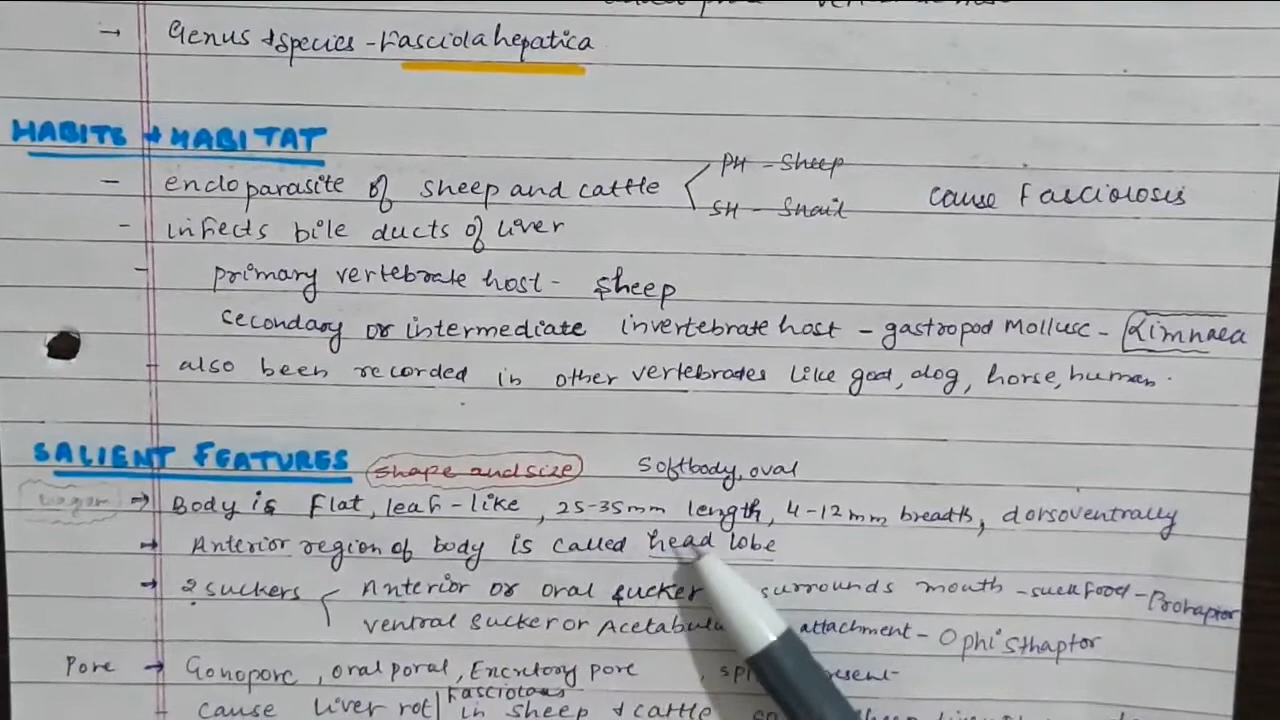 → Genus & species - Fasciola hepatica
HABITS + HABITAT
- endoparasite of sheep and cattle < PH - Sheep
SH - Snail
cause Fasciolosis
- infects bile ducts of liver
- primary vertebrate host - sheep
secondary or intermediate invertebrate host - gastropod Mollusc - Limnaea
- also been recorded in other vertebrates like goat, dog, horse, human.
SALIENT FEATURES (shape and size) Softbody, oval
→ Body is flat, leaf-like, 25-35mm length, 4-12mm breadth, dorsoventrally
→ Anterior region of body is called head lobe
→ 2 suckers { Anterior or oral sucker surrounds mouth - suck food - Prohaptor
ventral sucker or Acetabulu attachment - Ophisthaptor
Pore → Gonopore, oral poral, Excretory pore , sp resent-
cause liver rot | in sheep & cattle